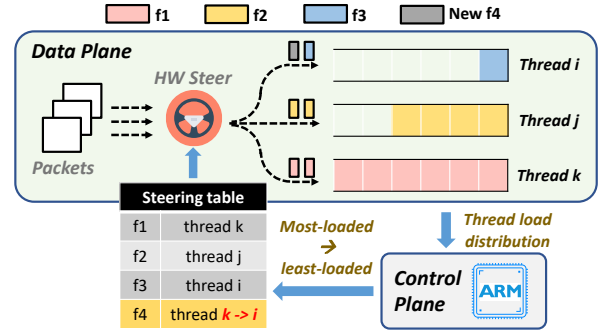 f1 f2 f3 New f4
Data Plane
HW Steer
Packets
Thread i
Thread j
Thread k
Steering table
f1 thread k
f2 thread j
f3 thread i
f4 thread k -> i
Most-loaded
→
least-loaded
Thread load
distribution
Control
Plane
ARM